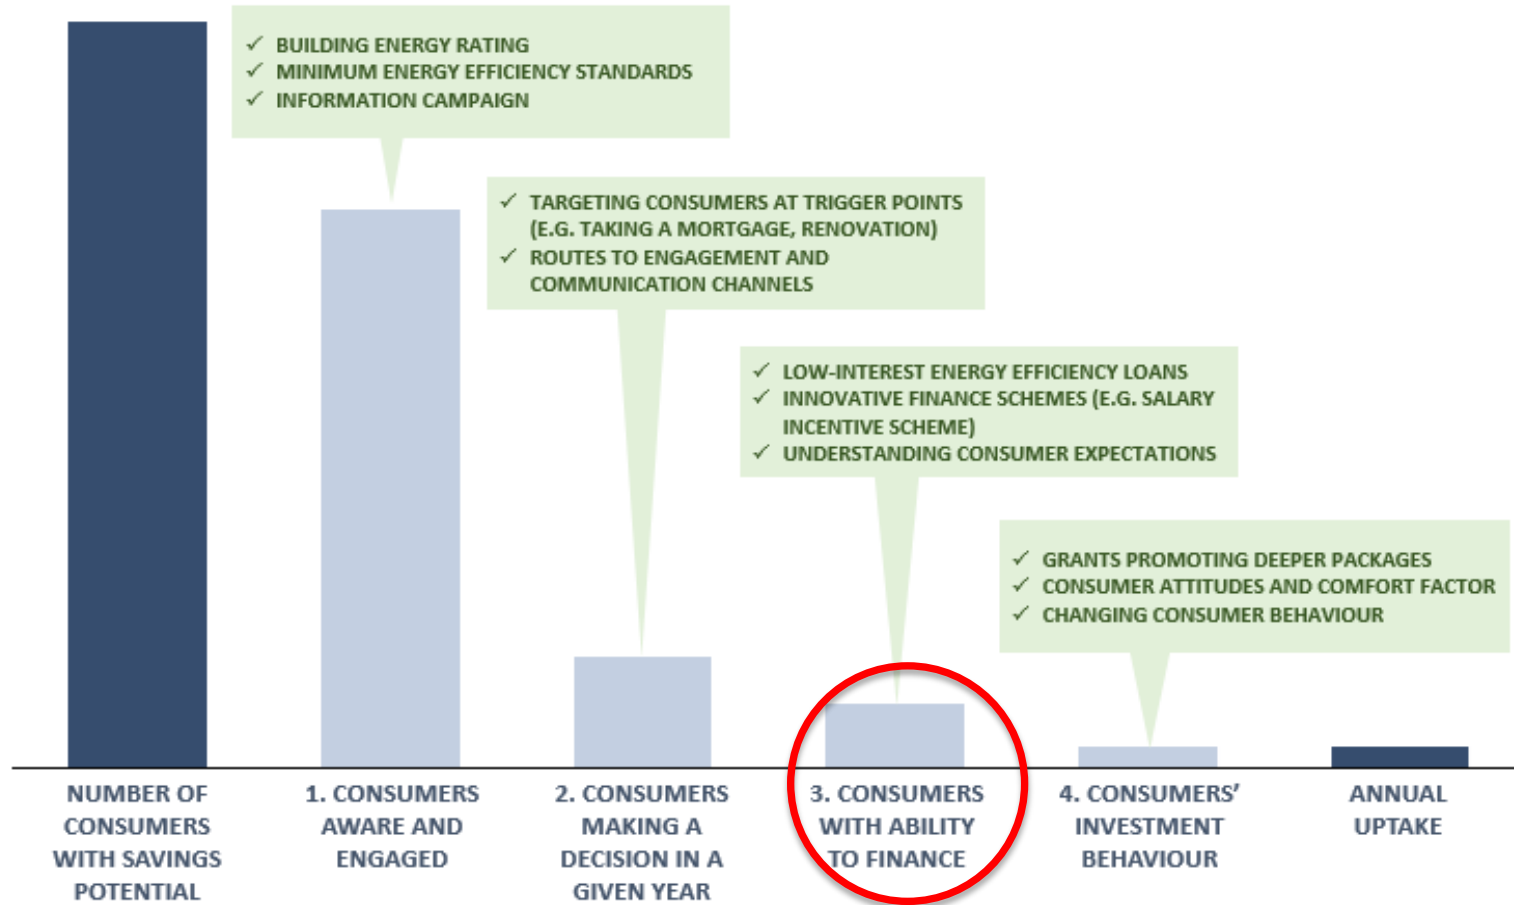 ✓ BUILDING ENERGY RATING
✓ MINIMUM ENERGY EFFICIENCY STANDARDS
✓ INFORMATION CAMPAIGN
✓ TARGETING CONSUMERS AT TRIGGER POINTS
(E.G. TAKING A MORTGAGE, RENOVATION)
✓ ROUTES TO ENGAGEMENT AND
COMMUNICATION CHANNELS
✓ LOW-INTEREST ENERGY EFFICIENCY LOANS
✓ INNOVATIVE FINANCE SCHEMES (E.G. SALARY
INCENTIVE SCHEME)
✓ UNDERSTANDING CONSUMER EXPECTATIONS
✓ GRANTS PROMOTING DEEPER PACKAGES
✓ CONSUMER ATTITUDES AND COMFORT FACTOR
✓ CHANGING CONSUMER BEHAVIOUR
NUMBER OF
CONSUMERS
WITH SAVINGS
POTENTIAL
1. CONSUMERS
AWARE AND
ENGAGED
2. CONSUMERS
MAKING A
DECISION IN A
GIVEN YEAR
3. CONSUMERS
WITH ABILITY
TO FINANCE
4. CONSUMERS'
INVESTMENT
BEHAVIOUR
ANNUAL
UPTAKE